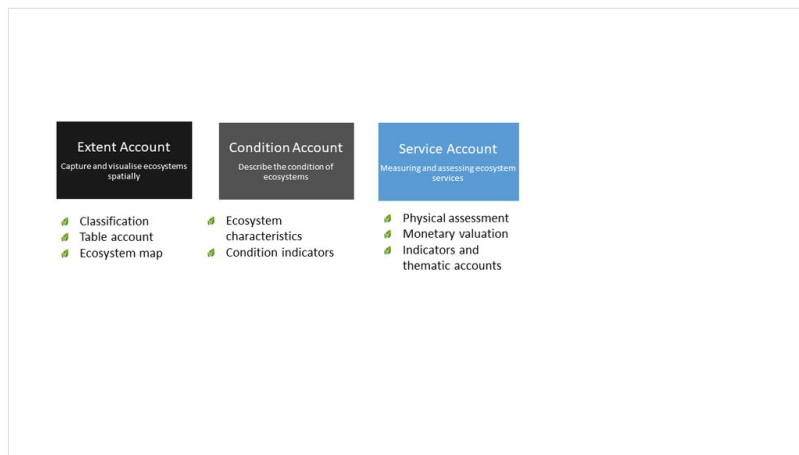 Extent Account
Capture and visualise ecosystems
spatially
Classification
Table account
Ecosystem map
Condition Account
Describe the condition of
ecosystems
Ecosystem
characteristics
Condition indicators
Service Account
Measuring and assessing ecosystem
services
Physical assessment
Monetary valuation
Indicators and
thematic accounts